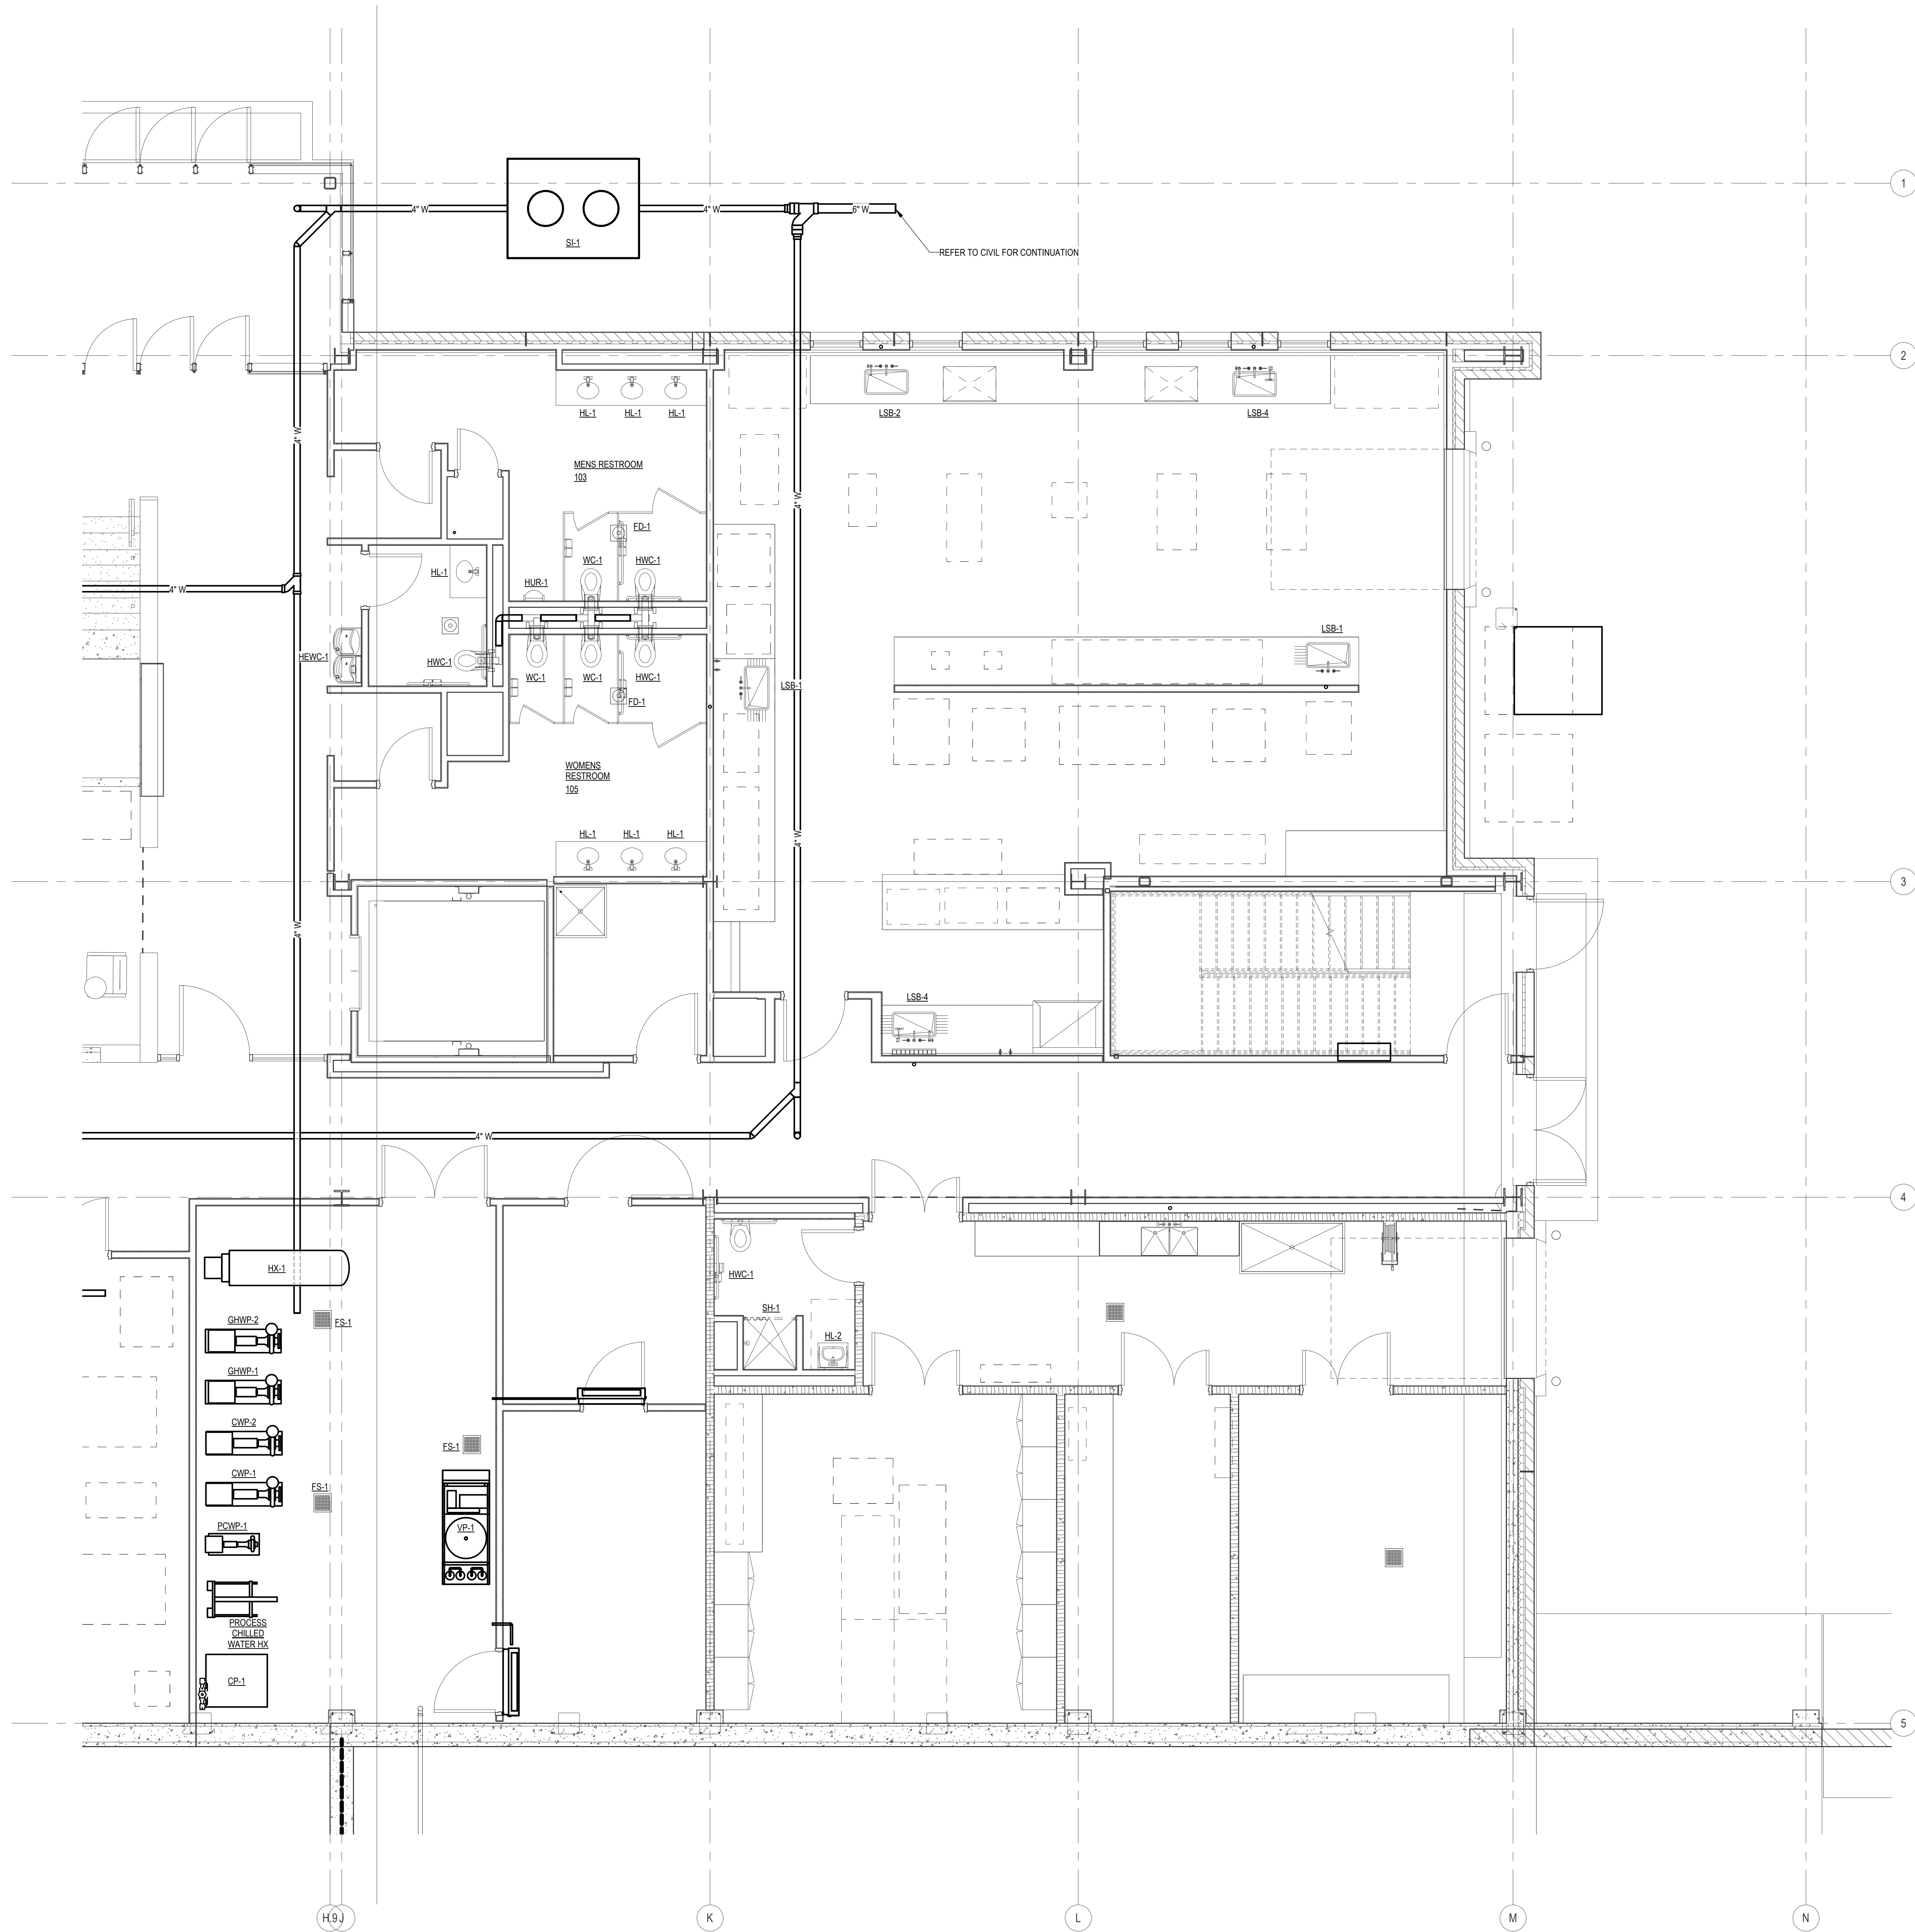 1
4" W
4" W
6" W
SI-1
REFER TO CIVIL FOR CONTINUATION
2
HL-1
HL-1
HL-1
LSB-2
LSB-4
4" W
MENS RESTROOM
103
4" W
FD-1
WC-1
HWC-1
HL-1
HUR-1
4" W
LSB-1
HEWC-1
HWC-1
WC-1
WC-1
HWC-1
LSB-1
FD-1
WOMENS
RESTROOM
105
HL-1
HL-1
HL-1
4" W
3
4" W
LSB-4
4" W
4
HX-1
HWC-1
SH-1
GHWP-2
FS-1
HL-2
GHWP-1
CWP-2
FS-1
CWP-1
FS-1
PCWP-1
VP-1
PROCESS
CHILLED
WATER HX
CP-1
5
H.9
J
K
L
M
N